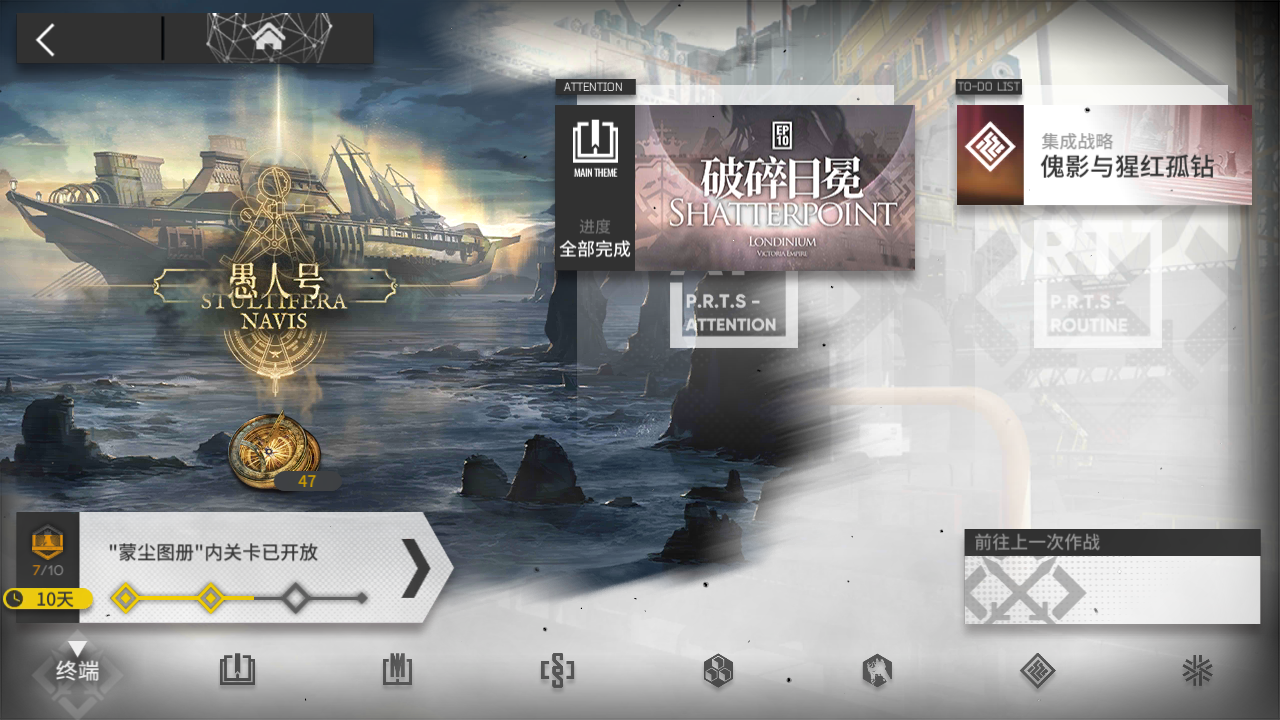 ATTENTION
TO-DO LIST
MAIN THEME
EP
10
破碎日冕
SHATTERPOINT
LONDINIUM
VICTORIA EMPIRE
进度
全部完成
集成战略
傀影与猩红孤钻
P.R.T.S -
ATTENTION
P.R.T.S -
ROUTINE
愚人号
STULTIFERA
NAVIS
47
"蒙尘图册"内关卡已开放
7/10
10天
前往上一次作战
终端